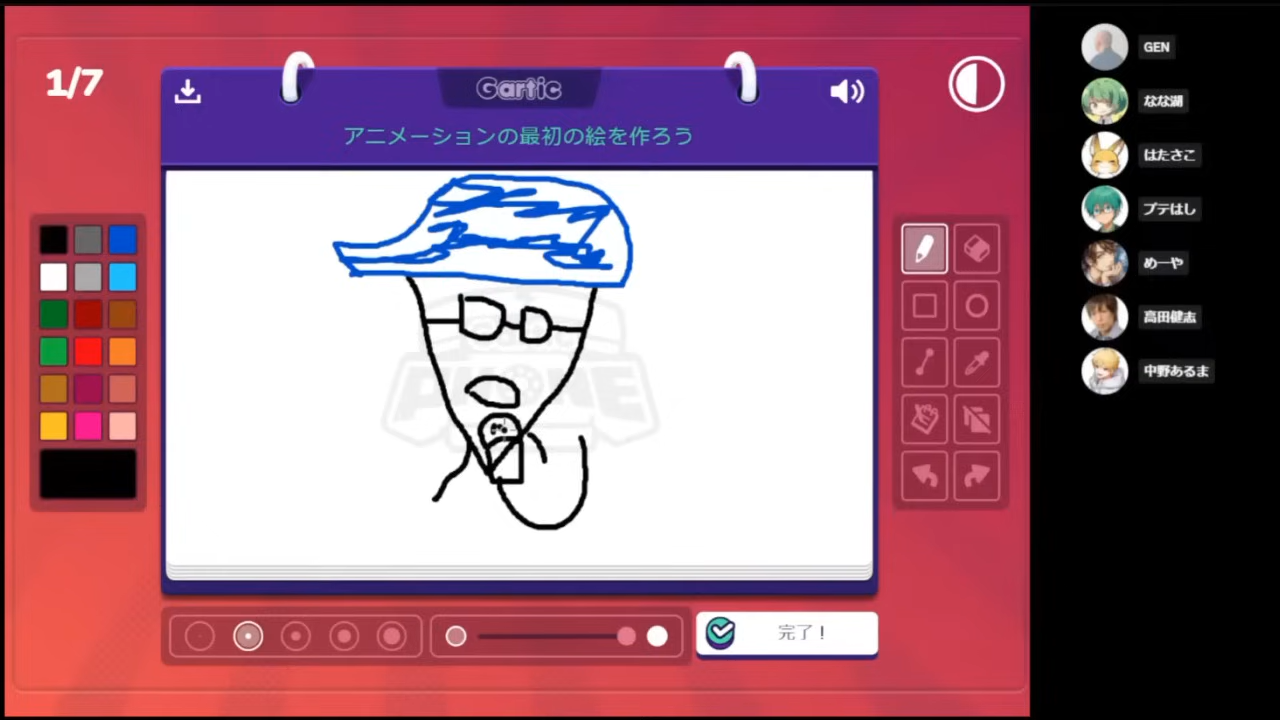 1/7
Gartic
アニメーションの最初の絵を作ろう
PHONE
完了！
GEN
なな湖
はたさこ
プテはし
めーや
高田健志
中野あるま